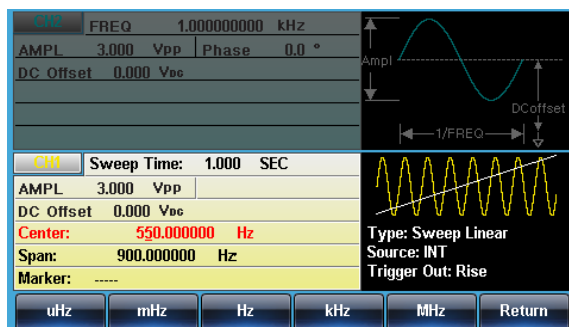 CH2 FREQ 1.000000000 kHz
AMPL 3.000 Vpp Phase 0.0 °
DC Offset 0.000 VDC
Ampl
DCoffset
1/FREQ
CH1 Sweep Time: 1.000 SEC
AMPL 3.000 Vpp
DC Offset 0.000 VDC
Center: 550.000000 Hz
Span: 900.000000 Hz
Marker: -----
Type: Sweep Linear
Source: INT
Trigger Out: Rise
uHz mHz Hz kHz MHz Return